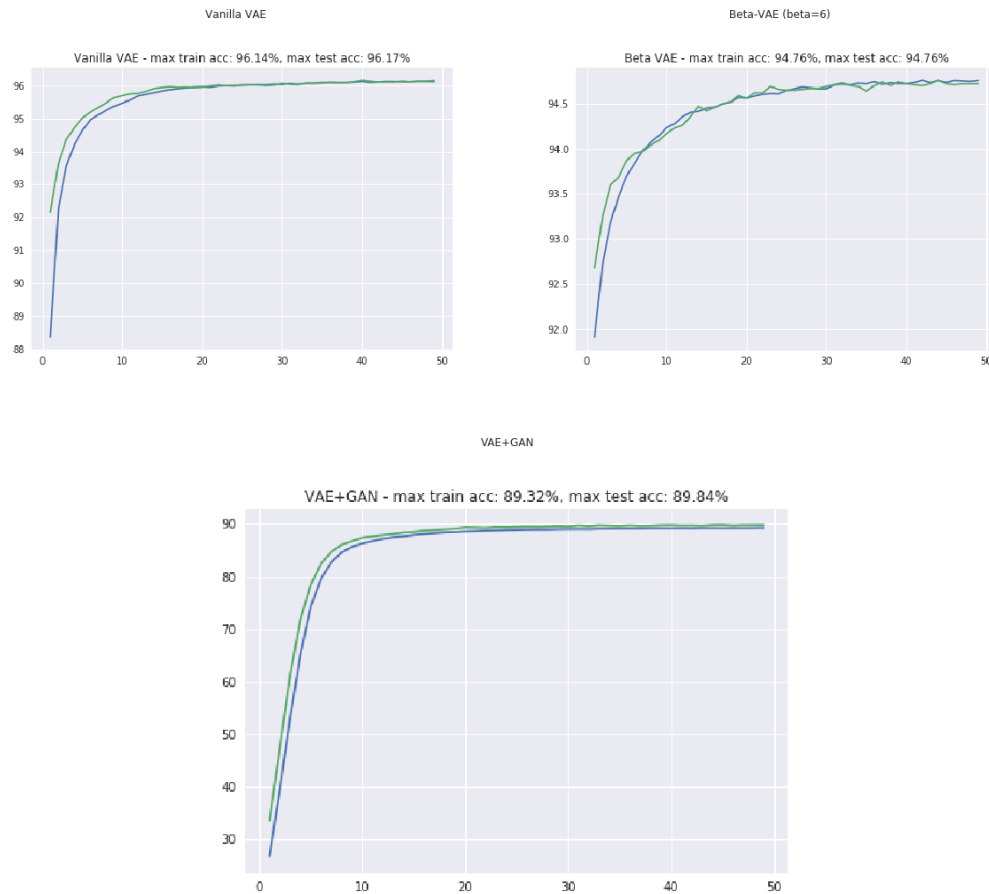 Vanilla VAE
Vanilla VAE - max train acc: 96.14%, max test acc: 96.17%
96
95
94
93
92
91
90
89
88
0 10 20 30 40 50
Beta-VAE (beta=6)
Beta VAE - max train acc: 94.76%, max test acc: 94.76%
94.5
94.0
93.5
93.0
92.5
92.0
0 10 20 30 40 50
VAE+GAN
VAE+GAN - max train acc: 89.32%, max test acc: 89.84%
90
80
70
60
50
40
30
0 10 20 30 40 50